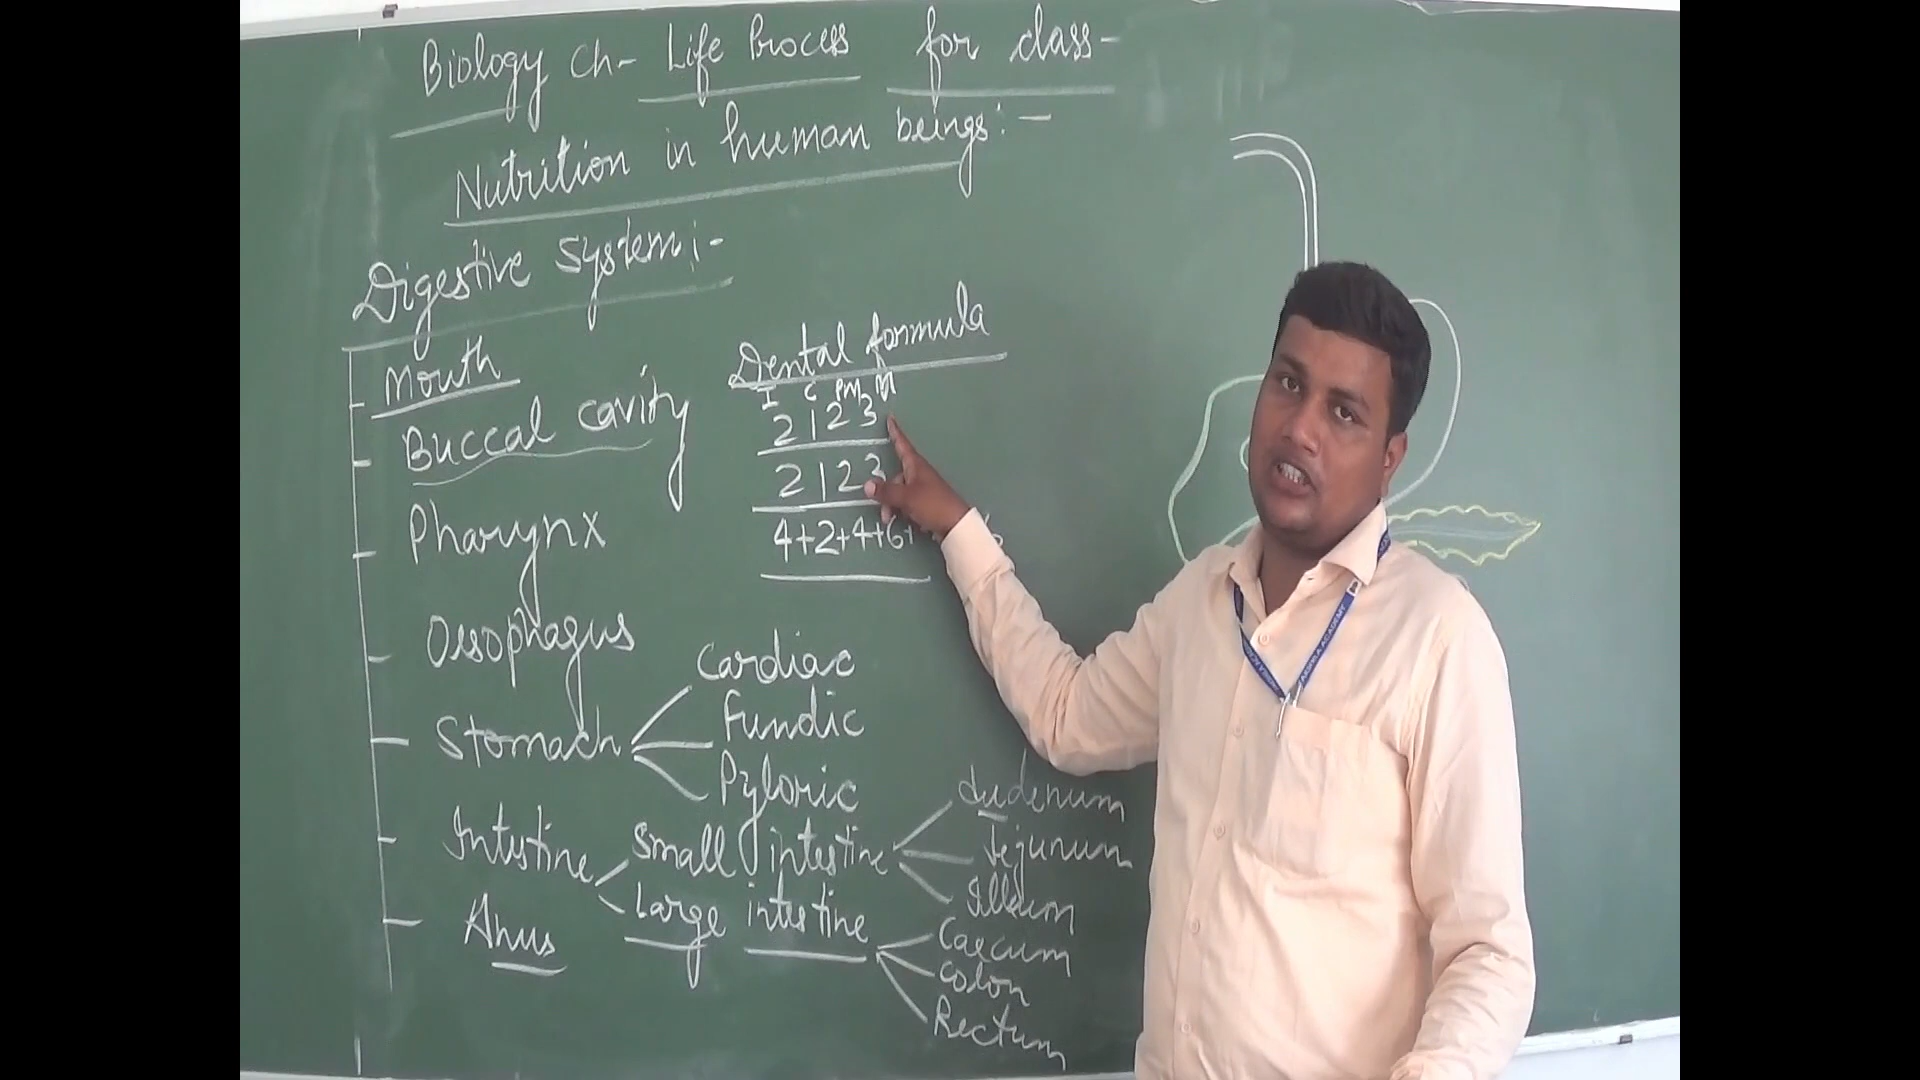 Biology Ch- Life Process for class-
Nutrition in human beings:-
Digestive system:-
Mouth
Buccal cavity
Pharynx
Oesophagus
Stomach
Cardiac
Fundic
Pyloric
Intestine
Small intestine
dudenum
Jejunum
Large intestine
Caecum
Colon
Rectum
Anus
Dental formula
I C PM M
2 1 2 3
2 1 2 3
4+2+4+6+
AKSHRA ACADEMY